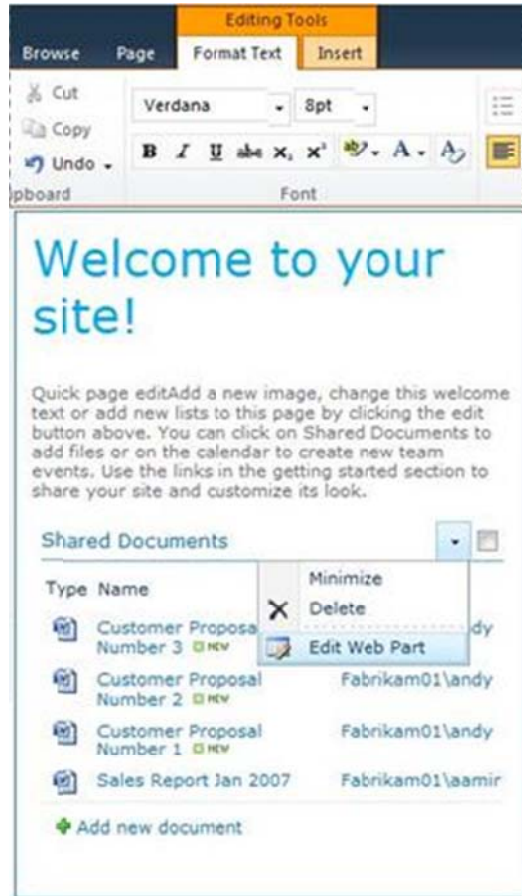 Editing Tools
Browse Page Format Text Insert
Cut
Copy
Undo
Verdana 8pt
B I U abc X₂ X² ab A A
pboard Font
Welcome to your
site!
Quick page editAdd a new image, change this welcome
text or add new lists to this page by clicking the edit
button above. You can click on Shared Documents to
add files or on the calendar to create new team
events. Use the links in the getting started section to
share your site and customize its look.
Shared Documents
Minimize
Delete
Edit Web Part
Type Name
Customer Proposa dy
Number 3 NEW
Customer Proposal Fabrikam01\andy
Number 2 NEW
Customer Proposal Fabrikam01\andy
Number 1 NEW
Sales Report Jan 2007 Fabrikam01\aamir
Add new document